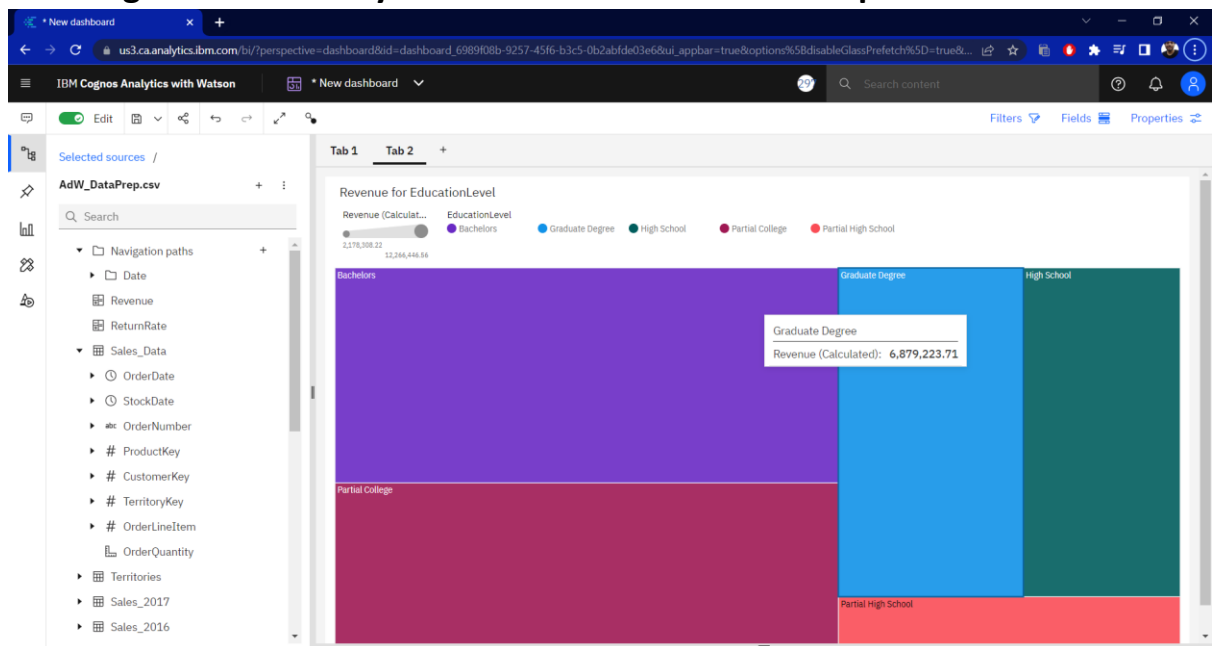 * New dashboard
us3.ca.analytics.ibm.com/bi/?perspective=dashboard&id=dashboard_6989f08b-9257-45f6-b3c5-0b2abfde03e6&ui_appbar=true&options%5BdisableGlassPrefetch%5D=true&...
IBM Cognos Analytics with Watson
* New dashboard
Search content
Edit
Filters
Fields
Properties
Selected sources /
Tab 1 Tab 2 +
AdW_DataPrep.csv
Search
Navigation paths
Date
Revenue
ReturnRate
Sales_Data
OrderDate
StockDate
abc OrderNumber
# ProductKey
# CustomerKey
# TerritoryKey
# OrderLineItem
OrderQuantity
Territories
Sales_2017
Sales_2016
Revenue for EducationLevel
Revenue (Calculat...
2,178,308.22
12,266,446.56
EducationLevel
Bachelors Graduate Degree High School Partial College Partial High School
Bachelors
Graduate Degree
High School
Graduate Degree
Revenue (Calculated): 6,879,223.71
Partial College
Partial High School